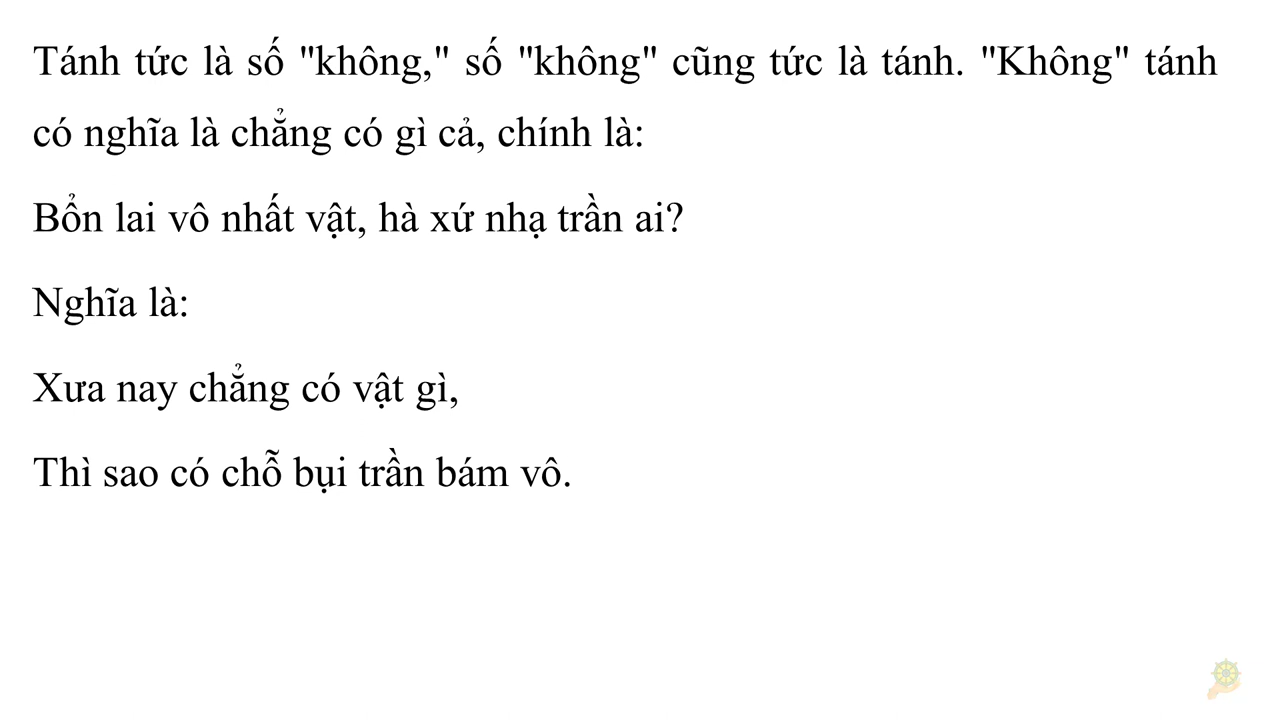 Tánh tức là số "không," số "không" cũng tức là tánh. "Không" tánh
có nghĩa là chẳng có gì cả, chính là:
Bổn lai vô nhất vật, hà xứ nhạ trần ai?
Nghĩa là:
Xưa nay chẳng có vật gì,
Thì sao có chỗ bụi trần bám vô.